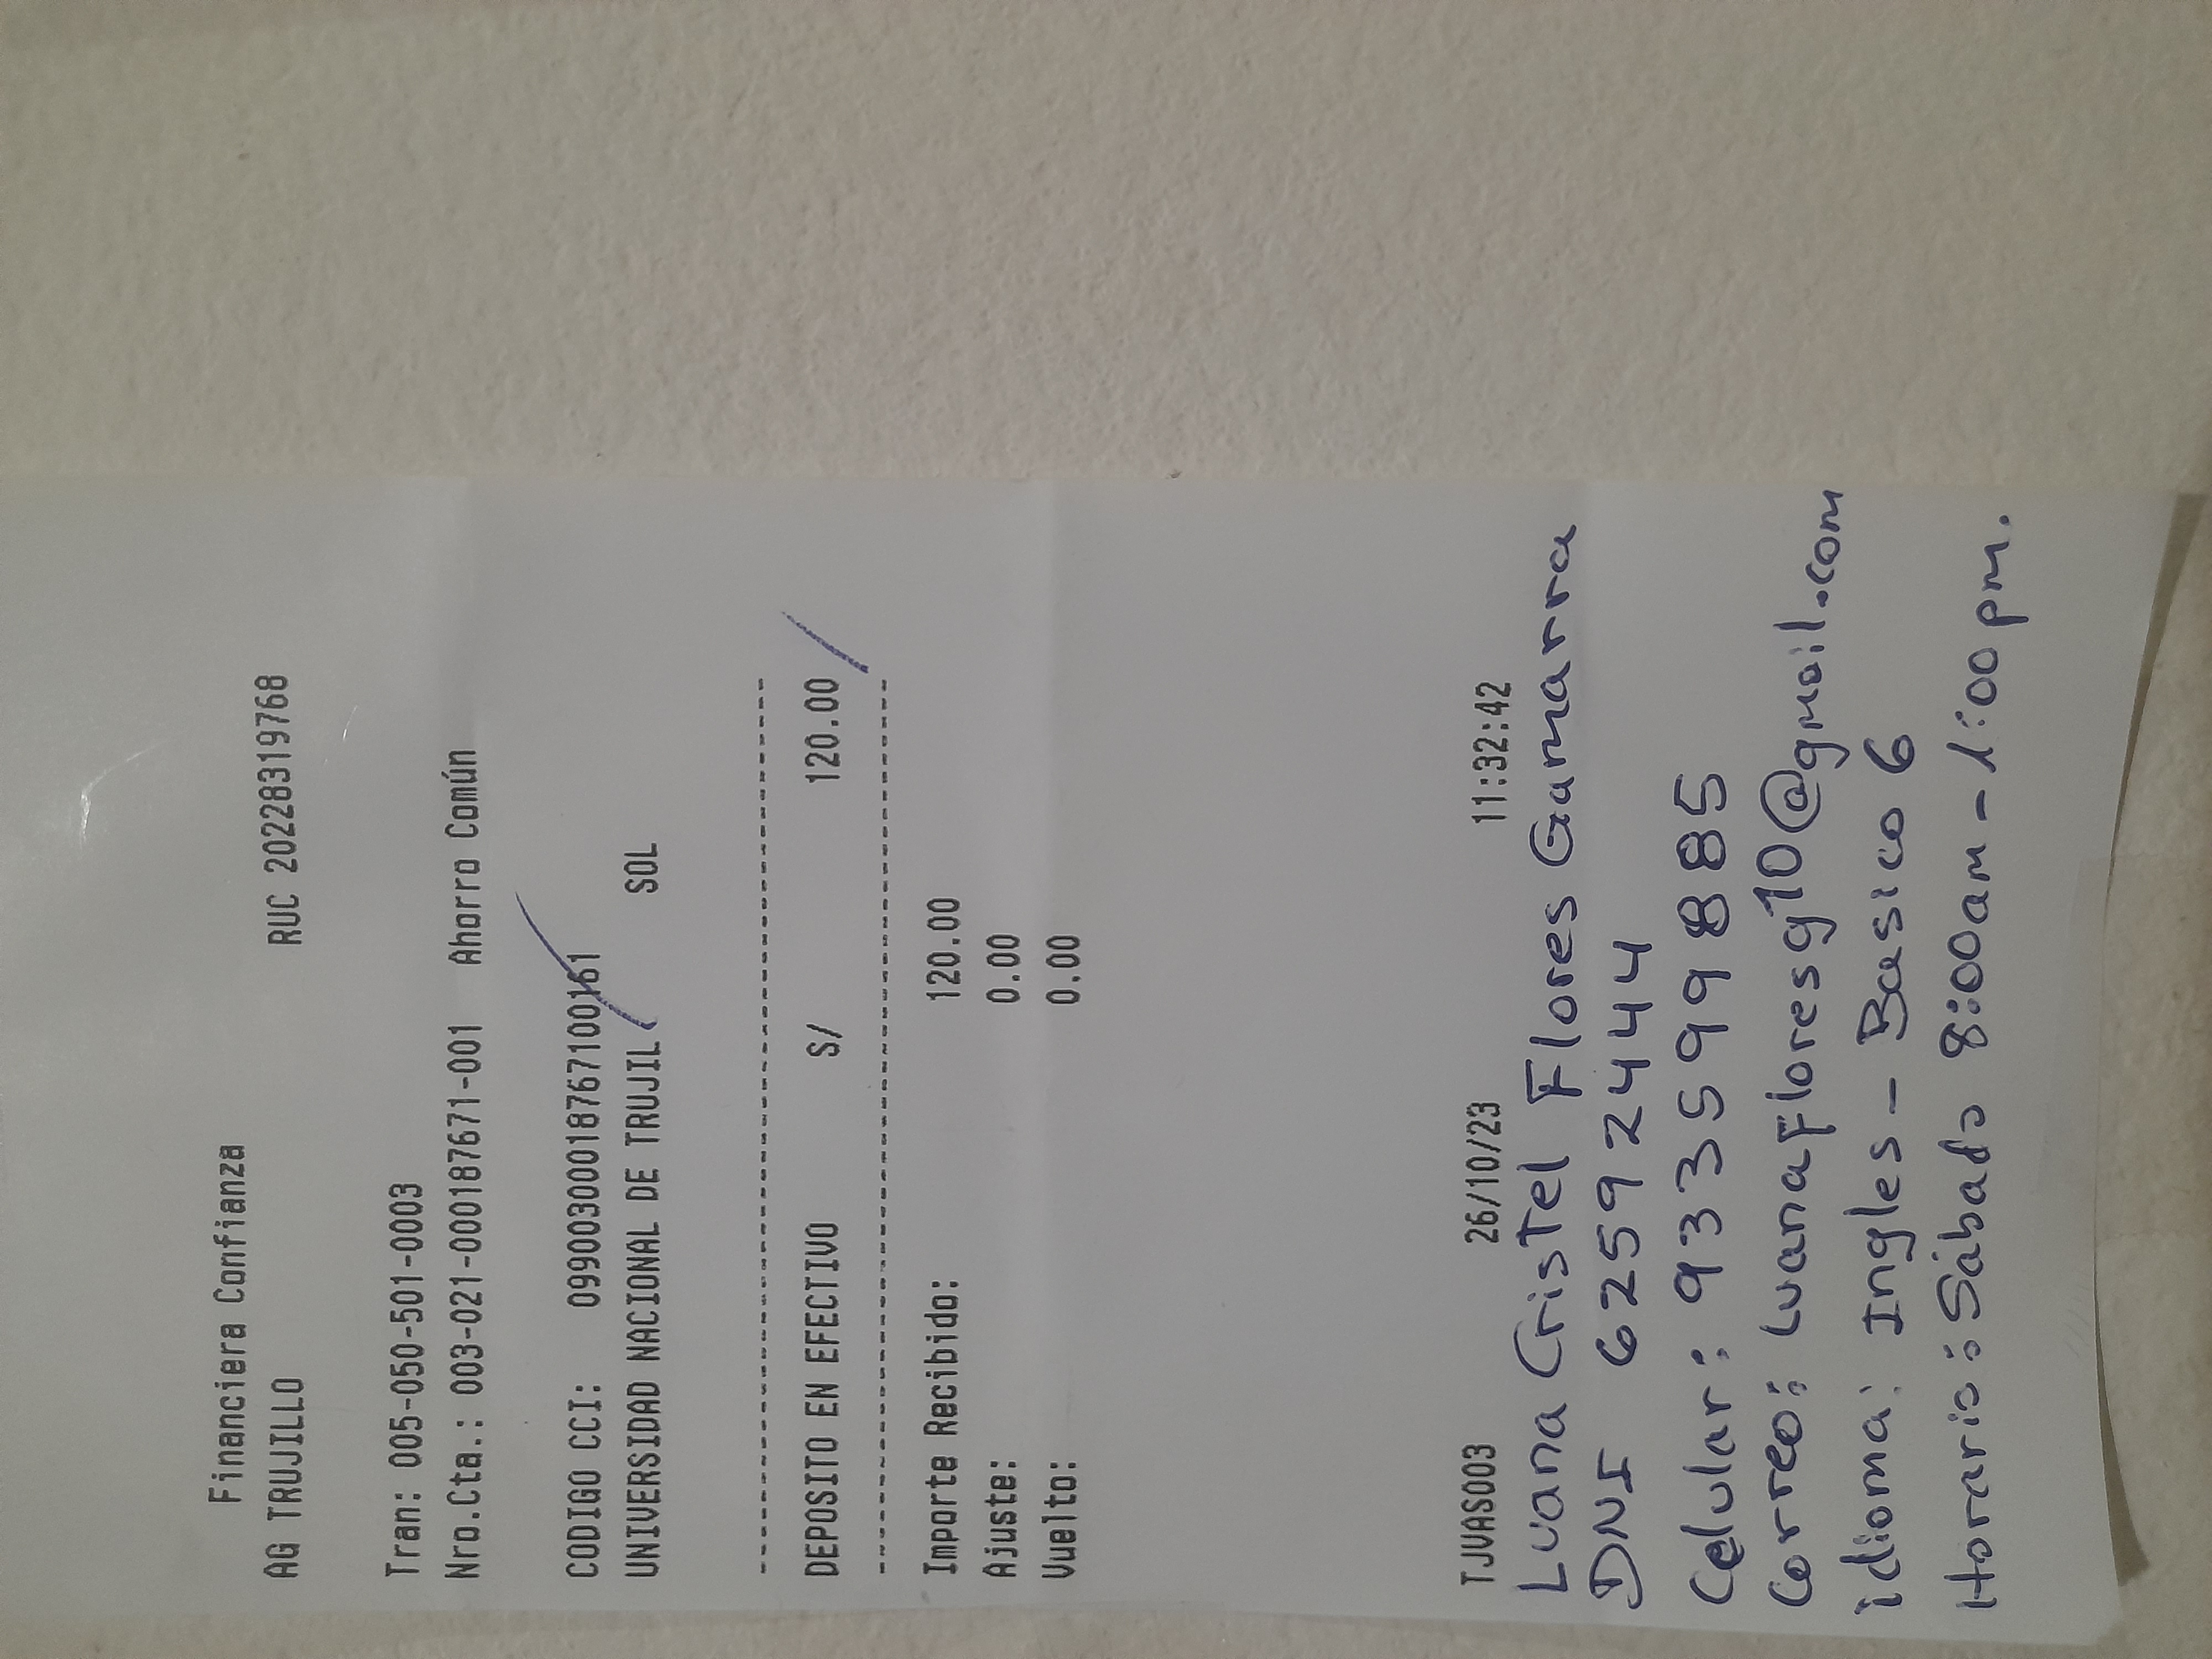 Financiera Confianza
AG TRUJILLO RUC 20228319768
Tran: 005-050-501-0003
Nro.Cta.: 003-021-000187671-001 Ahorro Común
CODIGO CCI: 09900300018767100161
UNIVERSIDAD NACIONAL DE TRUJIL SOL
DEPOSITO EN EFECTIVO S/ 120.00
Importe Recibido: 120.00
Ajuste: 0.00
Vuelto: 0.00
TJVAS003 26/10/23 11:32:42
Luana Cristel Flores Gamarra
DNI 62592444
Celular: 933599885
Correo: LuanaFloresg10@gmail.com
idioma: Ingles - Basico 6
Horario: Sábado 8:00am - 1:00pm.